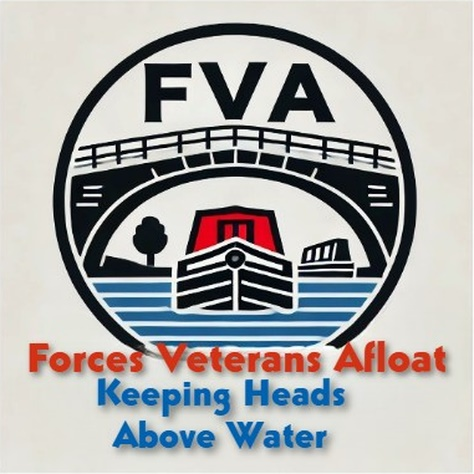 FVA
Forces Veterans Afloat
Keeping Heads
Above Water